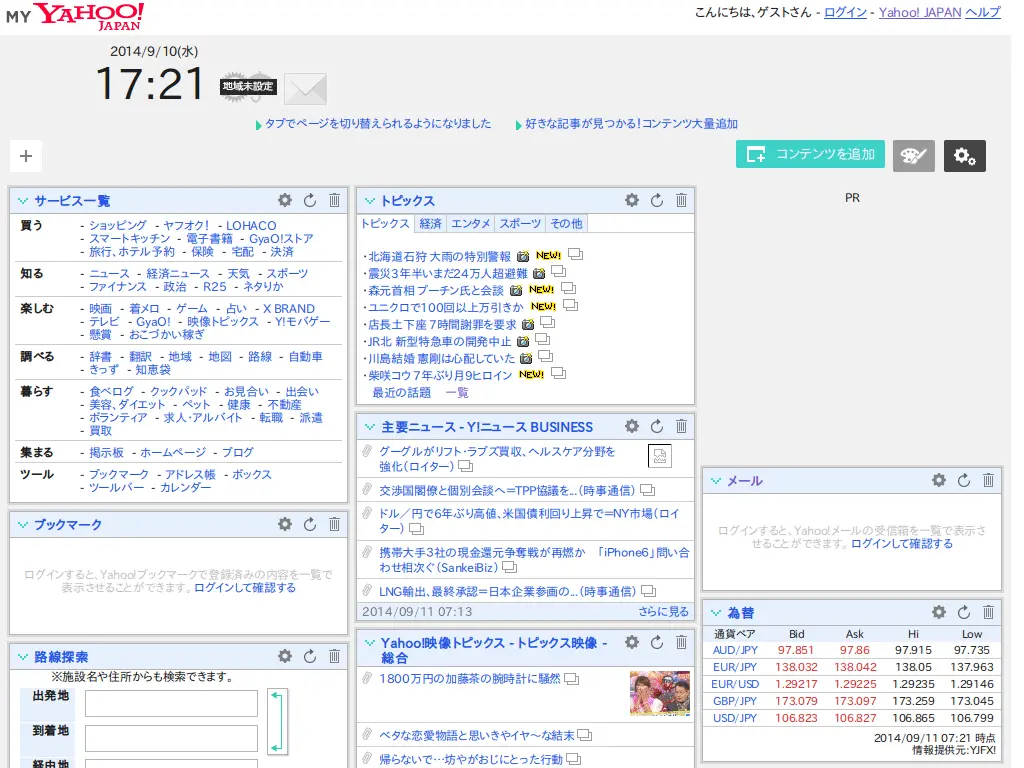 MY YAHOO! JAPAN
こんにちは、ゲストさん - ログイン - Yahoo! JAPAN ヘルプ
2014/9/10(水)
17:21
地域未設定
タブでページを切り替えられるようになりました
好きな記事が見つかる!コンテンツ大量追加
+
コンテンツを追加
サービス一覧
買う
- ショッピング - ヤフオク! - LOHACO
- スマートキッチン - 電子書籍 - GyaO!ストア
- 旅行、ホテル予約 - 保険 - 宅配 - 決済
知る
- ニュース - 経済ニュース - 天気 - スポーツ
- ファイナンス - 政治 - R25 - ネタりか
楽しむ
- 映画 - 着メロ - ゲーム - 占い - X BRAND
- テレビ - GyaO! - 映像トピックス - Y!モバゲー
- 懸賞 - おこづかい稼ぎ
調べる
- 辞書 - 翻訳 - 地域 - 地図 - 路線 - 自動車
- きっず - 知恵袋
暮らす
- 食べログ - クックパッド - お見合い - 出会い
- 美容、ダイエット - ペット - 健康 - 不動産
- ボランティア - 求人・アルバイト - 転職 - 派遣
- 買取
集まる
- 掲示板 - ホームページ - ブログ
ツール
- ブックマーク - アドレス帳 - ボックス
- ツールバー - カレンダー
ブックマーク
ログインすると、Yahoo!ブックマークで登録済みの内容を一覧で
表示させることができます。ログインして確認する
路線探索
※施設名や住所からも検索できます。
出発地
到着地
経由地
トピックス
トピックス 経済 エンタメ スポーツ その他
・北海道石狩 大雨の特別警報 NEW!
・震災3年半いまだ24万人超避難
・森元首相 プーチン氏と会談 NEW!
・ユニクロで100回以上万引きか NEW!
・店長土下座 7時間謝罪を要求
・JR北 新型特急車の開発中止
・川島結婚 憲剛は心配していた
・柴咲コウ 7年ぶり月9ヒロイン NEW!
最近の話題 一覧
主要ニュース - Y!ニュース BUSINESS
グーグルがリフト・ラブズ買収、ヘルスケア分野を
強化(ロイター)
交渉国閣僚と個別会談へ=TPP協議を...(時事通信)
ドル/円で6年ぶり高値、米国債利回り上昇で=NY市場(ロイ
ター)
携帯大手3社の現金還元争奪戦が再燃か 「iPhone6」問い合
わせ相次ぐ(SankeiBiz)
LNG輸出、最終承認=日本企業参画の...(時事通信)
2014/09/11 07:13 さらに見る
Yahoo!映像トピックス - トピックス映像 -
総合
1800万円の加藤茶の腕時計に騒然
ベタな恋愛物語と思いきやイヤ~な結末
帰らないで…坊やがおじにとった行動
PR
メール
ログインすると、Yahoo!メールの受信箱を一覧で表示さ
せることができます。ログインして確認する
為替
通貨ペア Bid Ask Hi Low
AUD/JPY 97.851 97.86 97.915 97.735
EUR/JPY 138.032 138.042 138.05 137.963
EUR/USD 1.29217 1.29225 1.29235 1.29146
GBP/JPY 173.079 173.097 173.259 173.045
USD/JPY 106.823 106.827 106.865 106.799
2014/09/11 07:21 時点
情報提供元:YJFX!